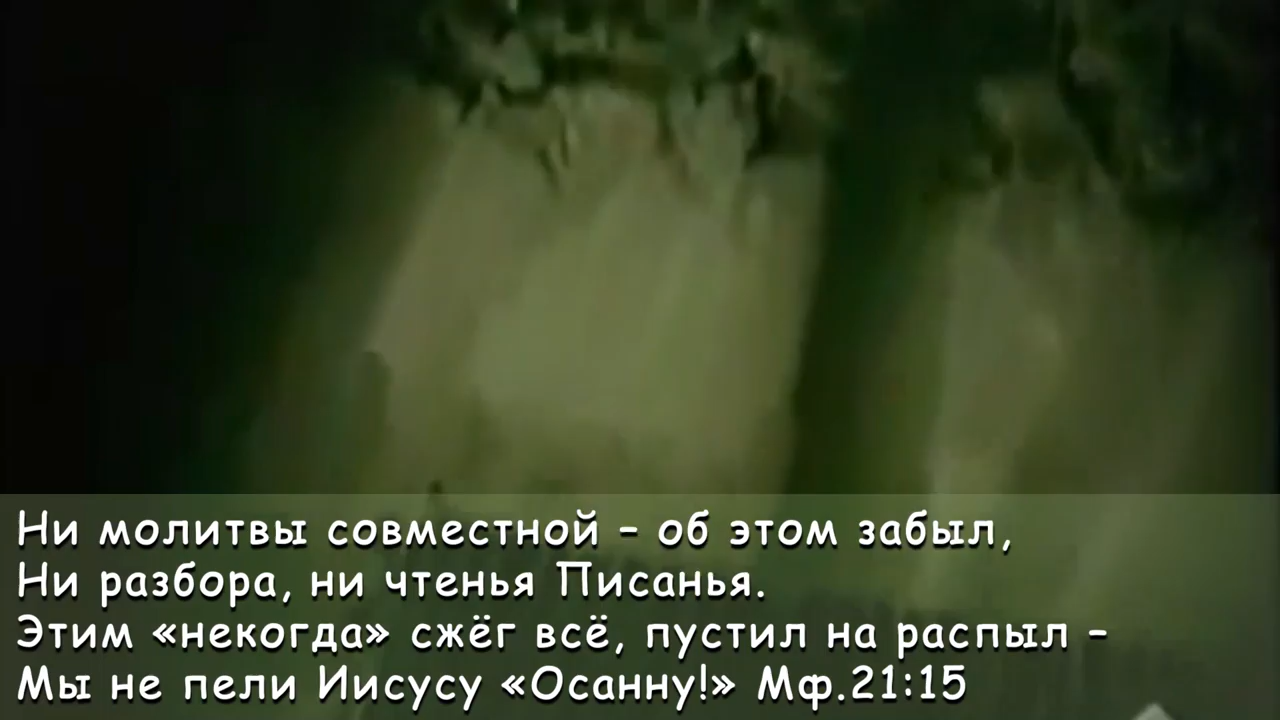 Ни молитвы совместной – об этом забыл,
Ни разбора, ни чтенья Писанья.
Этим «некогда» сжёг всё, пустил на распыл –
Мы не пели Иисусу «Осанну!» Мф.21:15